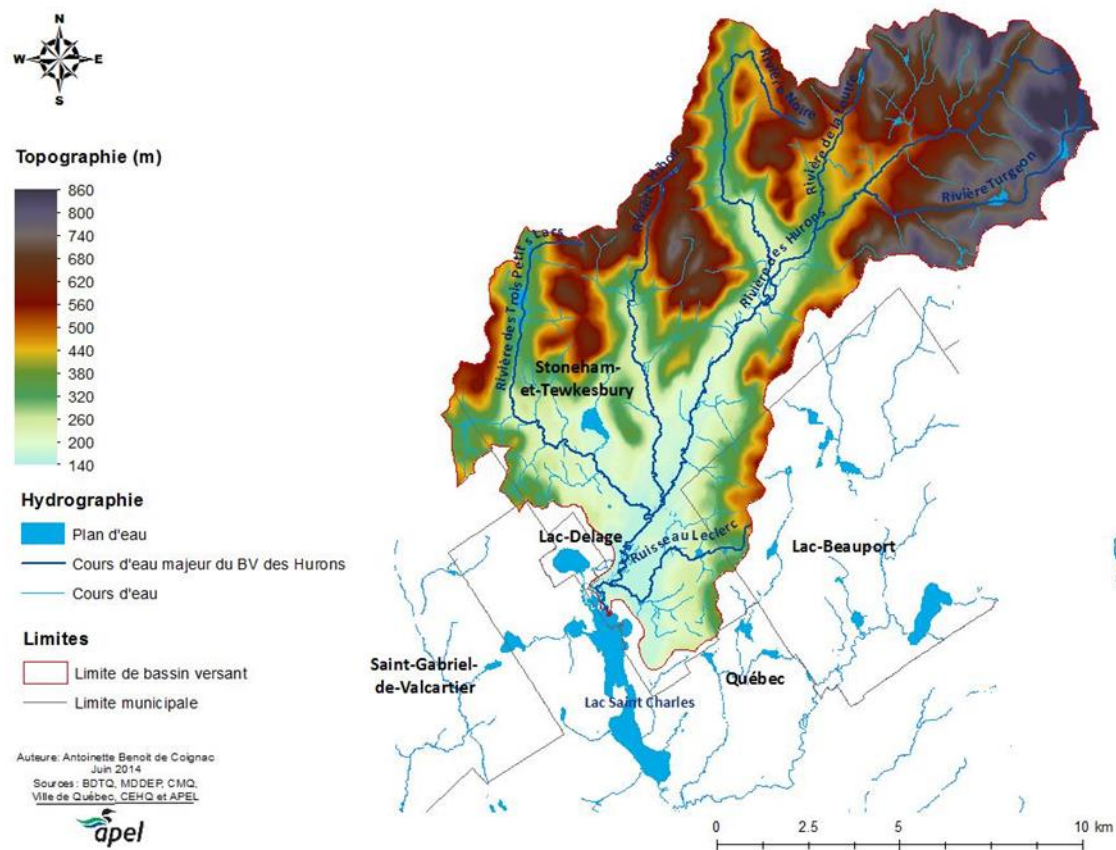 N
W E
S
Topographie (m)
860
800
740
680
620
560
500
440
380
320
260
200
140
Hydrographie
Plan d'eau
Cours d'eau majeur du BV des Hurons
Cours d'eau
Limites
Limite de bassin versant
Limite municipale
Auteure: Antoinette Benoit de Coignac
Juin 2014
Sources : BDTQ, MDDEP, CMQ,
Ville de Québec, CEHQ et APEL
apel
Rivière Noire
Rivière de la Loutre
Rivière Turgeon
Rivière Hibou
Rivière des Hurons
Rivière des Trois Petits Lacs
Stoneham-
et-Tewkesbury
Lac-Delage
Ruisseau Leclerc
Lac-Beauport
Saint-Gabriel-
de-Valcartier
Québec
Lac Saint Charles
0 2.5 5 10 km